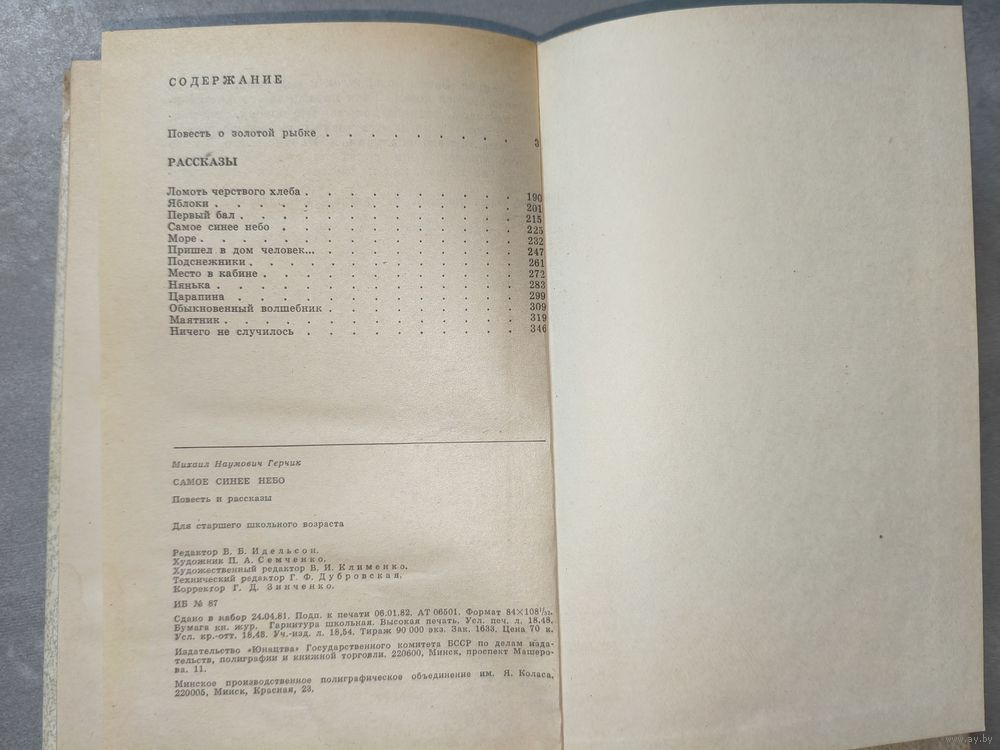 СОДЕРЖАНИЕ
Повесть о золотой рыбке . . . . . . . . 3
РАССКАЗЫ
Ломоть черствого хлеба . . . . . . . . 190
Яблоки . . . . . . . . . . . 201
Первый бал . . . . . . . . . . 215
Самое синее небо . . . . . . . . . 225
Море . . . . . . . . . . . . 232
Пришел в дом человек... . . . . . . . . 247
Подснежники . . . . . . . . . . 261
Место в кабине . . . . . . . . . 272
Нянька . . . . . . . . . . . 283
Царапина . . . . . . . . . . . 299
Обыкновенный волшебник . . . . . . . 309
Маятник . . . . . . . . . . . 319
Ничего не случилось . . . . . . . . 346
Михаил Наумович Герчик
САМОЕ СИНЕЕ НЕБО
Повесть и рассказы
Для старшего школьного возраста
Редактор В. Б. Идельсон.
Художник П. А. Семченко.
Художественный редактор В. И. Клименко.
Технический редактор Г. Ф. Дубровская.
Корректор Г. Д. Зинченко.
ИБ № 87
Сдано в набор 24.04.81. Подп. к печати 06.01.82. АТ 06501. Формат 84×108¹/₃₂.
Бумага кн. жур. Гарнитура школьная. Высокая печать. Усл. печ. л. 18,48.
Усл. кр.-отт. 18,48. Уч.-изд. л. 18,54. Тираж 90 000 экз. Зак. 1633. Цена 70 к.
Издательство «Юнацтва» Государственного комитета БССР по делам изда-
тельств, полиграфии и книжной торговли. 220600, Минск, проспект Машеро-
ва, 11.
Минское производственное полиграфическое объединение им. Я. Коласа,
220005, Минск, Красная, 23.
www.ay.by